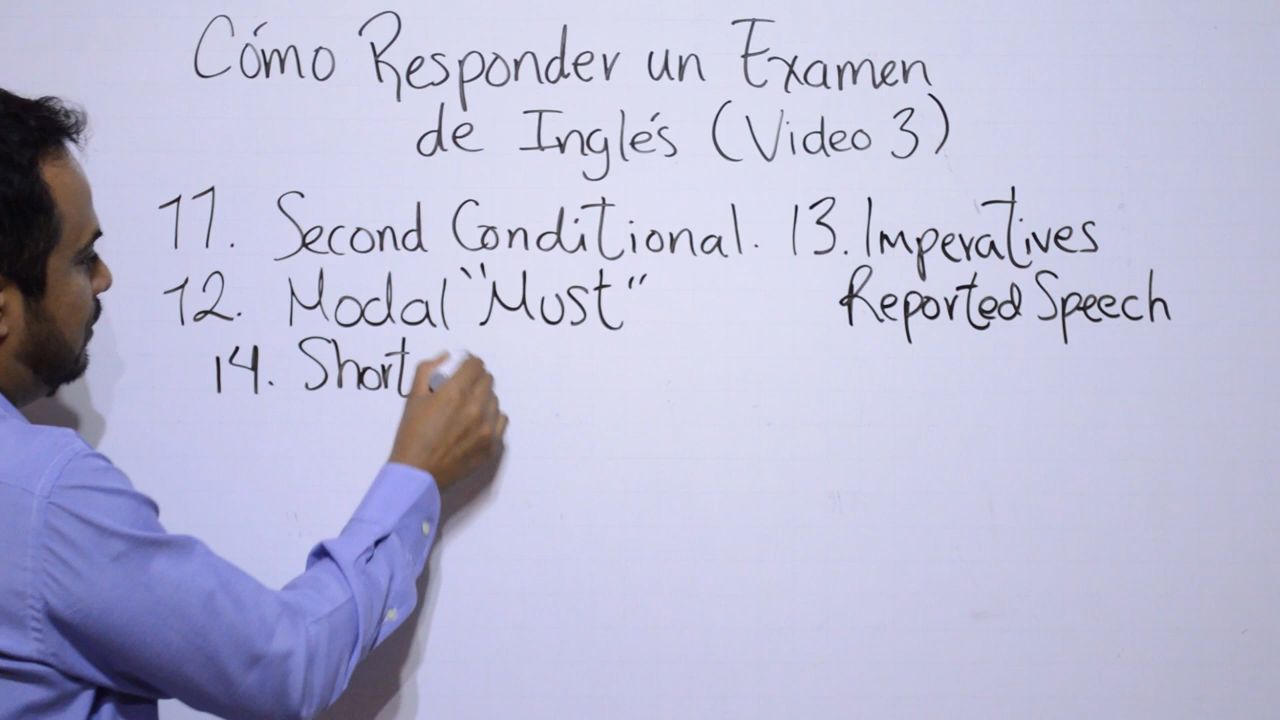 Cómo Responder un Examen
de Inglés (Video 3)
11. Second Conditional. 13. Imperatives
12. Modal "Must" Reported Speech
14. Short